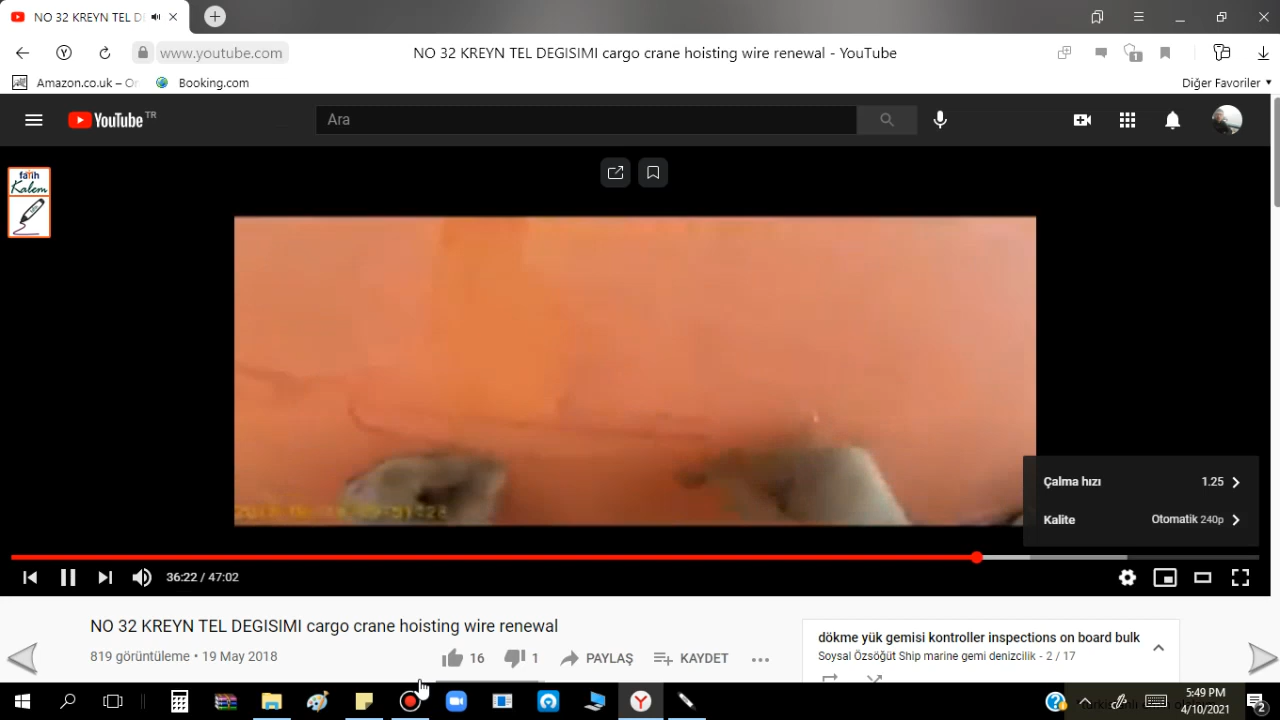 NO 32 KREYN TEL D
www.youtube.com
NO 32 KREYN TEL DEGISIMI cargo crane hoisting wire renewal - YouTube
1
Amazon.co.uk – Or
Booking.com
Diğer Favoriler
YouTube TR
Ara
fatih
Kalem
Çalma hızı 1.25
Kalite Otomatik 240p
36:22 / 47:02
NO 32 KREYN TEL DEGISIMI cargo crane hoisting wire renewal
819 görüntüleme • 19 May 2018
16
1
PAYLAŞ
KAYDET
dökme yük gemisi kontroller inspections on board bulk
Soysal Özsöğüt Ship marine gemi denizcilik - 2 / 17
5:49 PM
4/10/2021
2